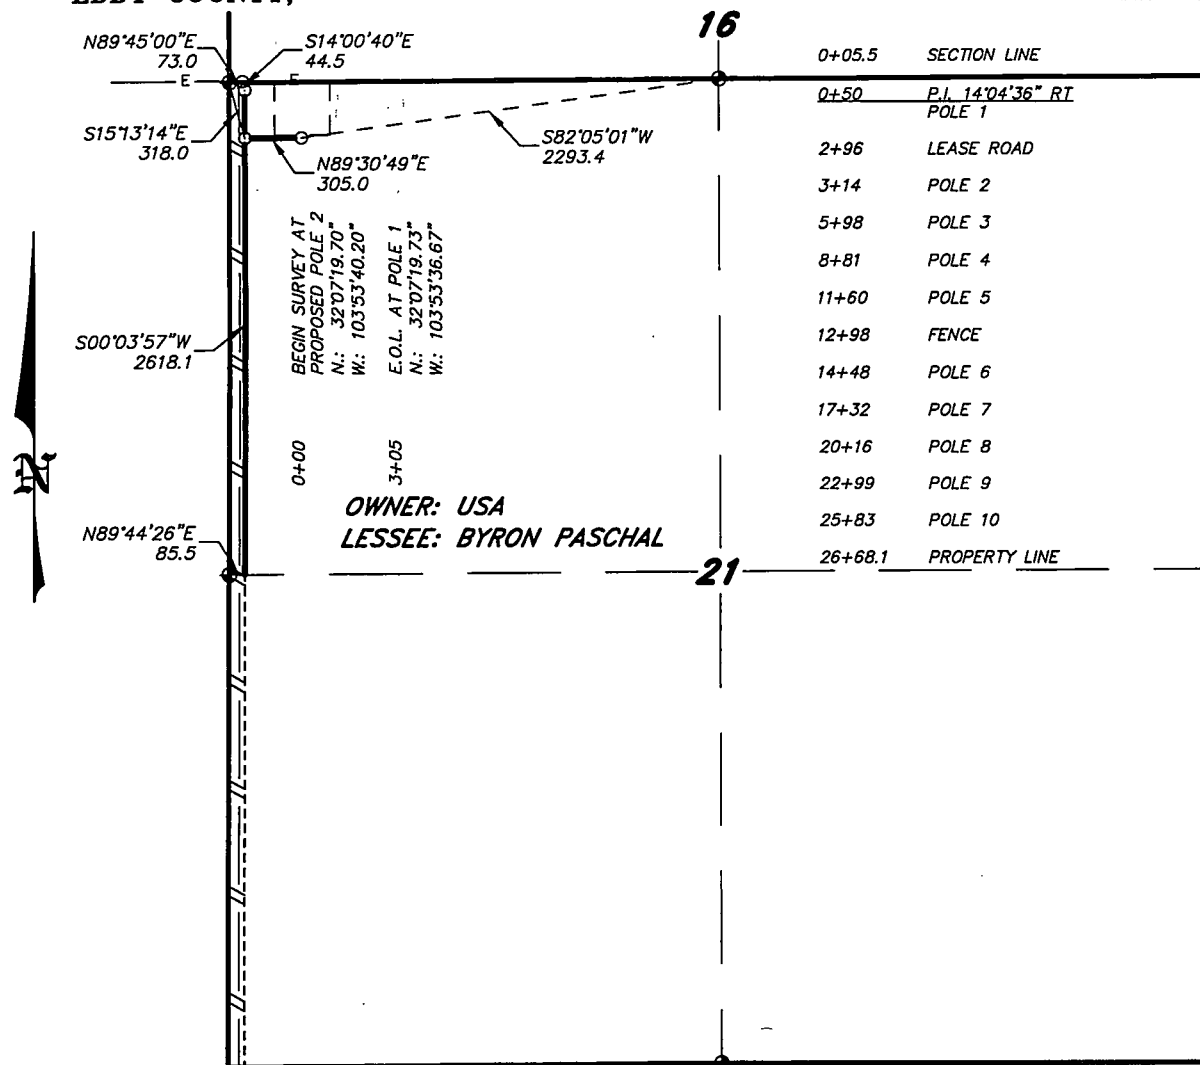 16
N89°45'00"E
73.0
S14°00'40"E
44.5
E
E
S15°13'14"E
318.0
N89°30'49"E
305.0
S82°05'01"W
2293.4
S00°03'57"W
2618.1
BEGIN SURVEY AT
PROPOSED POLE 2
N.: 32°07'19.70"
W.: 103°53'40.20"
E.O.L. AT POLE 1
N.: 32°07'19.73"
W.: 103°53'36.67"
0+00
3+05
N
OWNER: USA
LESSEE: BYRON PASCHAL
N89°44'26"E
85.5
21
0+05.5 SECTION LINE
0+50 P.I. 14°04'36" RT
POLE 1
2+96 LEASE ROAD
3+14 POLE 2
5+98 POLE 3
8+81 POLE 4
11+60 POLE 5
12+98 FENCE
14+48 POLE 6
17+32 POLE 7
20+16 POLE 8
22+99 POLE 9
25+83 POLE 10
26+68.1 PROPERTY LINE